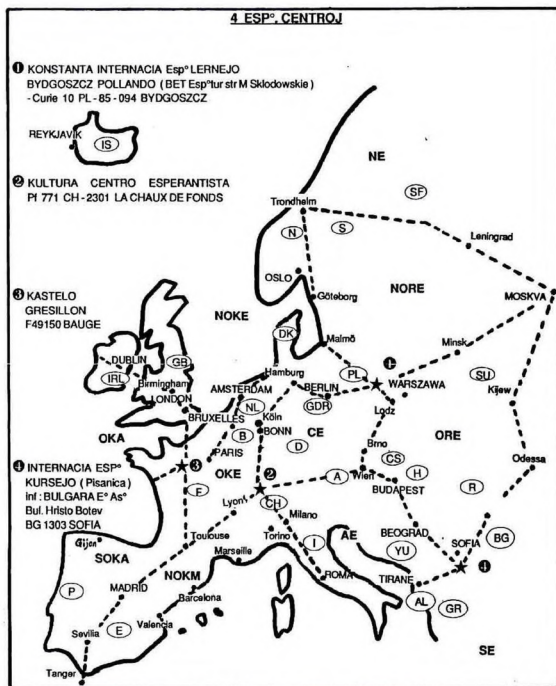 4 ESP°. CENTROJ
❶ KONSTANTA INTERNACIA Esp° LERNEJO
BYDGOSZCZ POLLANDO (BET Esp°tur str M Sklodowskie)
- Curie 10 PL-85-094 BYDGOSZCZ
REYKJAVIK
IS
❷ KULTURA CENTRO ESPERANTISTA
Pf 771 CH-2301 LA CHAUX DE FONDS
NE
SF
Trondheim
N
S
Leningrad
OSLO
NORE
MOSKVA
Göteborg
❸ KASTELO
GRESILLON
F49150 BAUGE
NOKE
DK
Malmö
Minsk
DUBLIN
GB
IRL
Birmingham
LONDON
Hamburg
AMSTERDAM
BERLIN
PL
❶
WARSZAWA
SU
GDR
NL
Köln
BRUXELLES
BONN
Lodz
Kijew
OKA
B
D
CE
PARIS
Brno
ORE
❹ INTERNACIA ESP°
KURSEJO (Pisanica)
inf : BULGARA E° As°
Bul. Hristo Botev
BG 1303 SOFIA
❸
OKE
F
❷
A
Wien
CS
H
Odessa
BUDAPEST
R
CH
Lyon
Milano
Torino
I
AE
BEOGRAD
YU
SOFIA
BG
❹
Gijon
Toulouse
SOKA
Marseille
NOKM
ROMA
TIRANE
P
MADRID
Barcelona
AL
GR
Valencia
E
Sevilia
SE
Tanger